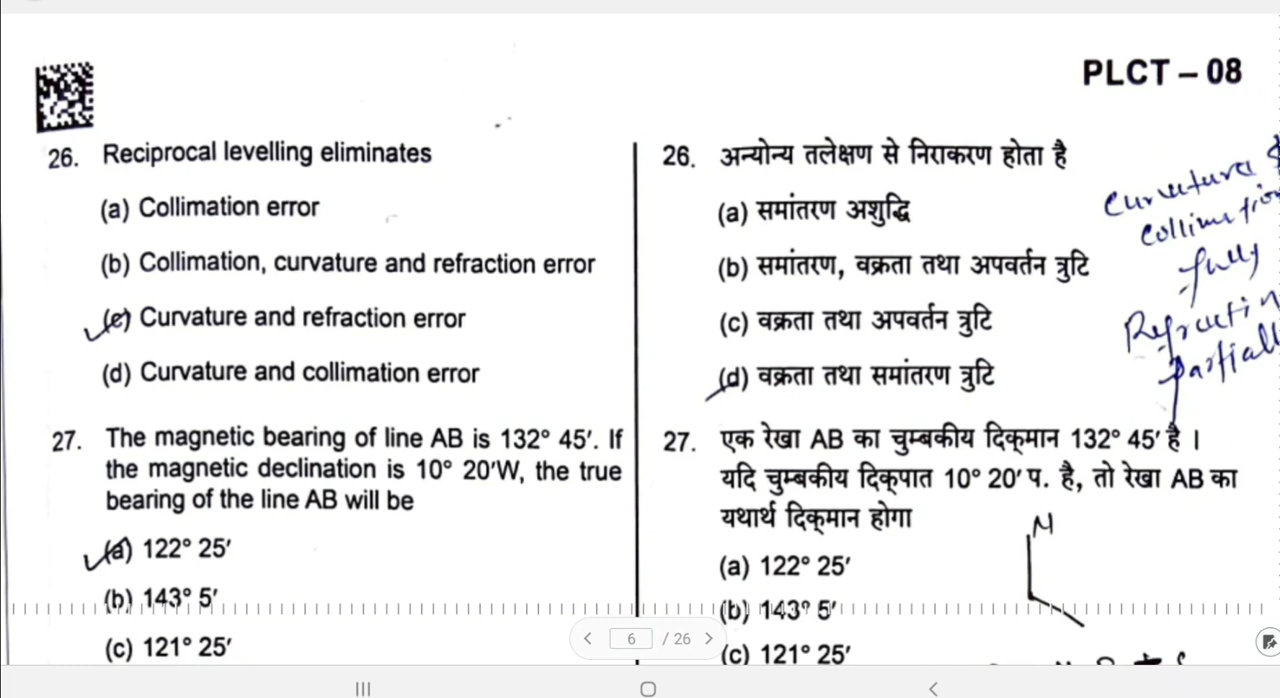 PLCT – 08
26. Reciprocal levelling eliminates
(a) Collimation error
(b) Collimation, curvature and refraction error
(c) Curvature and refraction error
(d) Curvature and collimation error
27. The magnetic bearing of line AB is 132° 45′. If
the magnetic declination is 10° 20′W, the true
bearing of the line AB will be
(a) 122° 25′
(b) 143° 5′
(c) 121° 25′
26. अन्योन्य तलेक्षण से निराकरण होता है
(a) समांतरण अशुद्धि
(b) समांतरण, वक्रता तथा अपवर्तन त्रुटि
(c) वक्रता तथा अपवर्तन त्रुटि
(d) वक्रता तथा समांतरण त्रुटि
27. एक रेखा AB का चुम्बकीय दिक्‌मान 132° 45′ है ।
यदि चुम्बकीय दिक्‌पात 10° 20′ प. है, तो रेखा AB का
यथार्थ दिक्‌मान होगा
(a) 122° 25′
(b) 143° 5′
(c) 121° 25′
fully
N
6 / 26